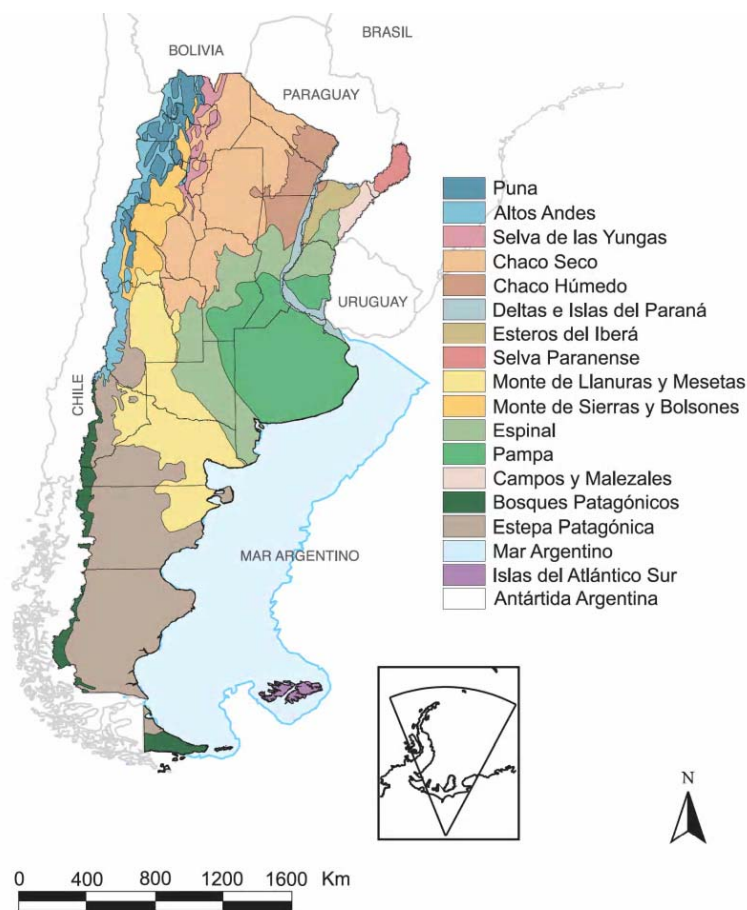 BRASIL
BOLIVIA
PARAGUAY
URUGUAY
CHILE
MAR ARGENTINO
Puna
Altos Andes
Selva de las Yungas
Chaco Seco
Chaco Húmedo
Deltas e Islas del Paraná
Esteros del Iberá
Selva Paranense
Monte de Llanuras y Mesetas
Monte de Sierras y Bolsones
Espinal
Pampa
Campos y Malezales
Bosques Patagónicos
Estepa Patagónica
Mar Argentino
Islas del Atlántico Sur
Antártida Argentina
N
0 400 800 1200 1600 Km